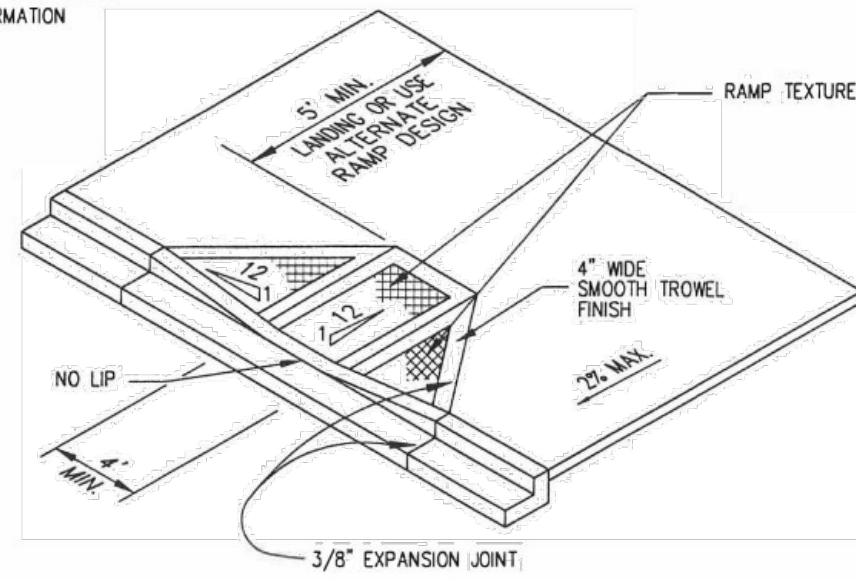 RMATION
5' MIN.
LANDING OR USE
ALTERNATE
RAMP DESIGN
RAMP TEXTURE
12
1
12
1
4" WIDE
SMOOTH TROWEL
FINISH
NO LIP
2% MAX.
4'
MIN.
3/8" EXPANSION JOINT